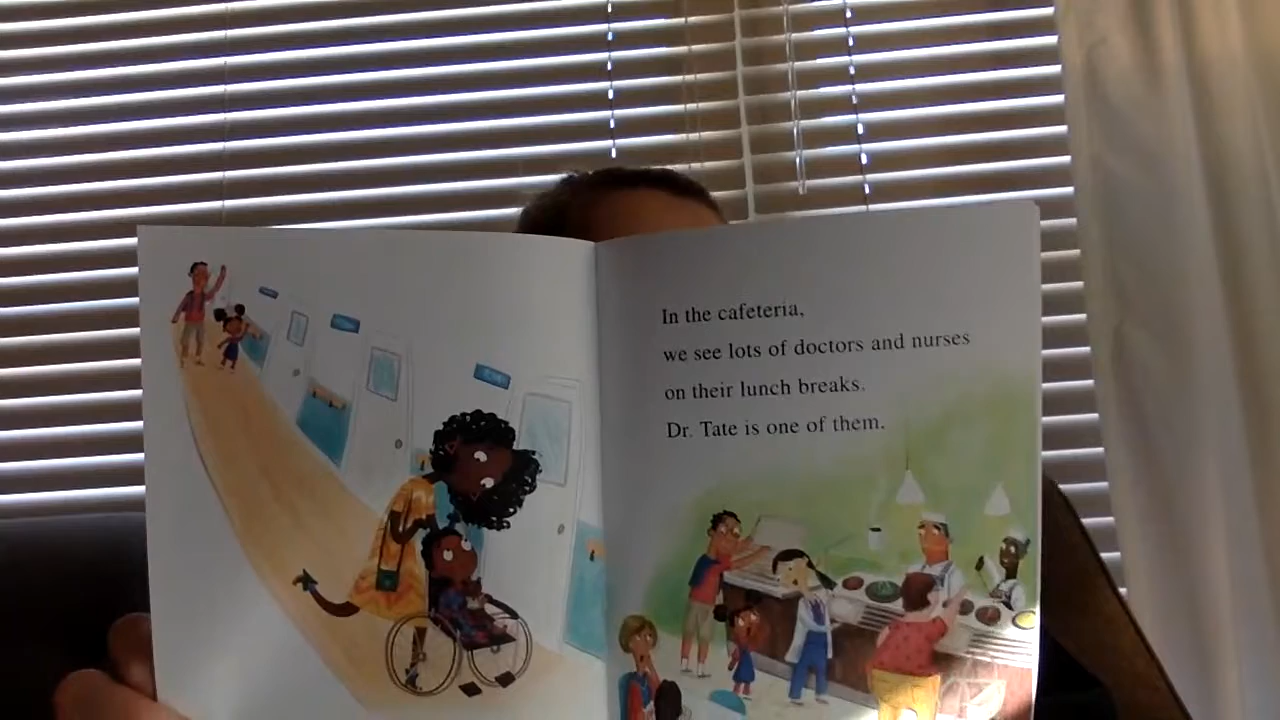 In the cafeteria,
we see lots of doctors and nurses
on their lunch breaks.
Dr. Tate is one of them.